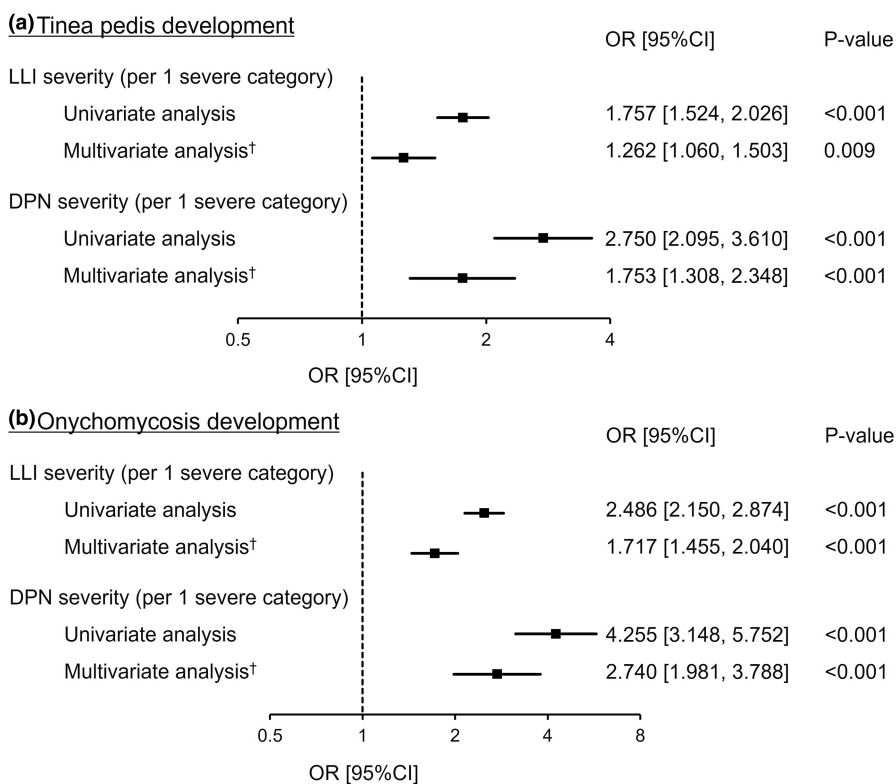 (a) Tinea pedis development
OR [95%CI] P-value
LLI severity (per 1 severe category)
Univariate analysis 1.757 [1.524, 2.026] <0.001
Multivariate analysis† 1.262 [1.060, 1.503] 0.009
DPN severity (per 1 severe category)
Univariate analysis 2.750 [2.095, 3.610] <0.001
Multivariate analysis† 1.753 [1.308, 2.348] <0.001
0.5 1 2 4
OR [95%CI]
(b) Onychomycosis development
OR [95%CI] P-value
LLI severity (per 1 severe category)
Univariate analysis 2.486 [2.150, 2.874] <0.001
Multivariate analysis† 1.717 [1.455, 2.040] <0.001
DPN severity (per 1 severe category)
Univariate analysis 4.255 [3.148, 5.752] <0.001
Multivariate analysis† 2.740 [1.981, 3.788] <0.001
0.5 1 2 4 8
OR [95%CI]